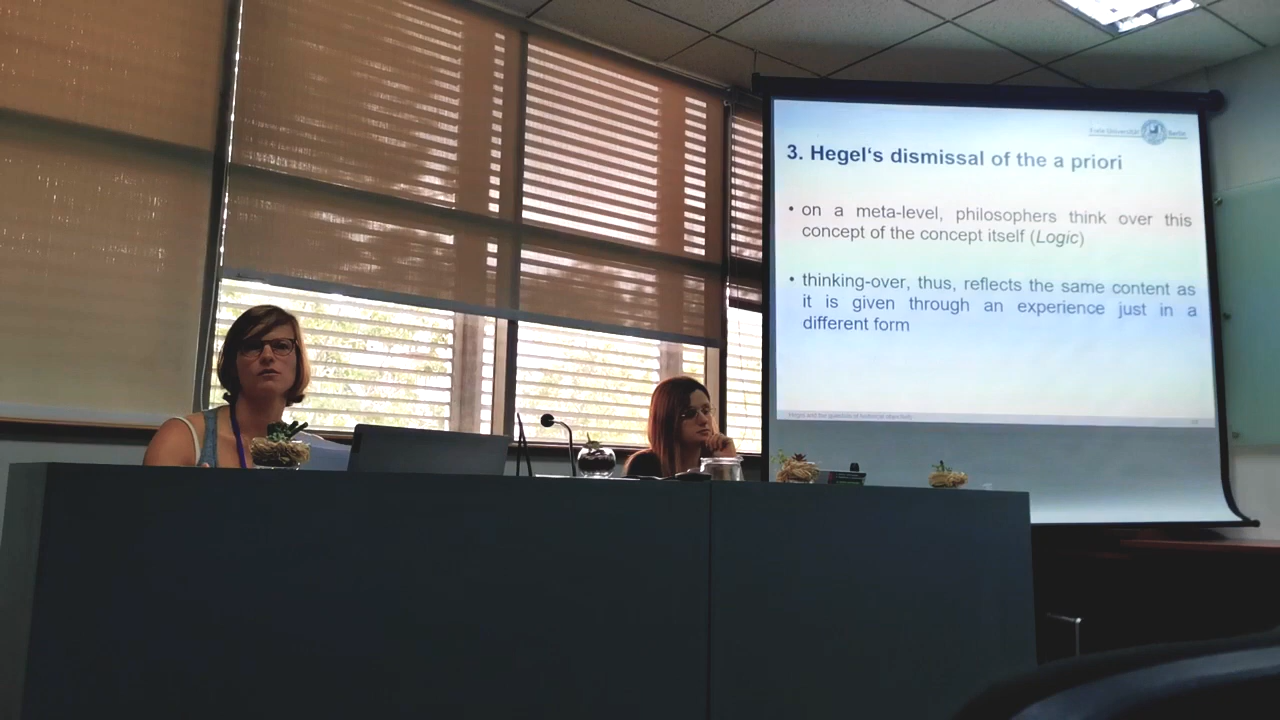 Freie Universität Berlin
3. Hegel‘s dismissal of the a priori
• on a meta-level, philosophers think over this
concept of the concept itself (Logic)
• thinking-over, thus, reflects the same content as
it is given through an experience just in a
different form